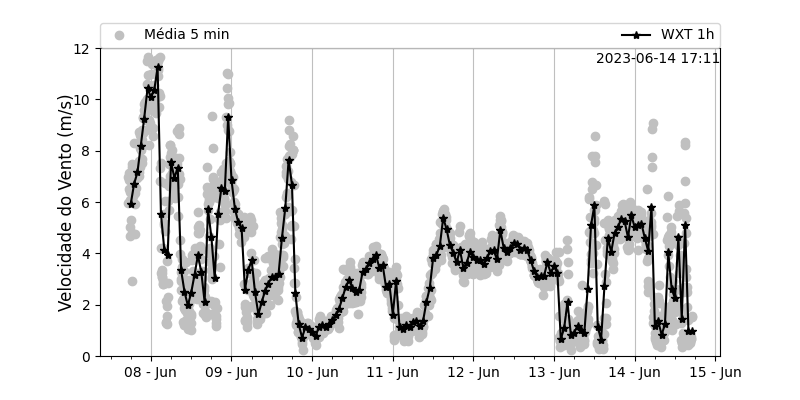 Média 5 min
WXT 1h
2023-06-14 17:11
Velocidade do Vento (m/s)
12
10
8
6
4
2
0
08 - Jun 09 - Jun 10 - Jun 11 - Jun 12 - Jun 13 - Jun 14 - Jun 15 - Jun